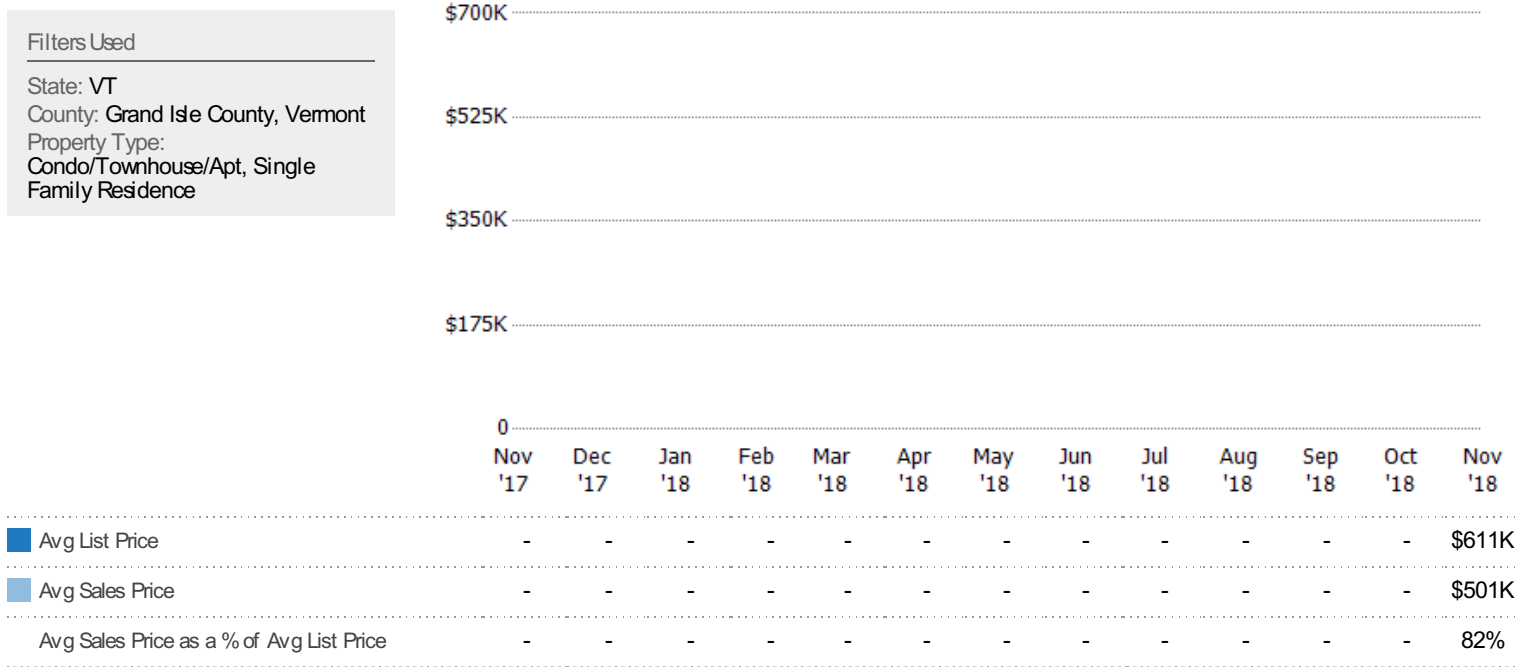 Filters Used
State: VT
County: Grand Isle County, Vermont
Property Type:
Condo/Townhouse/Apt, Single
Family Residence
$700K
$525K
$350K
$175K
0
Nov Dec Jan Feb Mar Apr May Jun Jul Aug Sep Oct Nov
'17 '17 '18 '18 '18 '18 '18 '18 '18 '18 '18 '18 '18
Avg List Price - - - - - - - - - - - - $611K
Avg Sales Price - - - - - - - - - - - - $501K
Avg Sales Price as a % of Avg List Price - - - - - - - - - - - - 82%